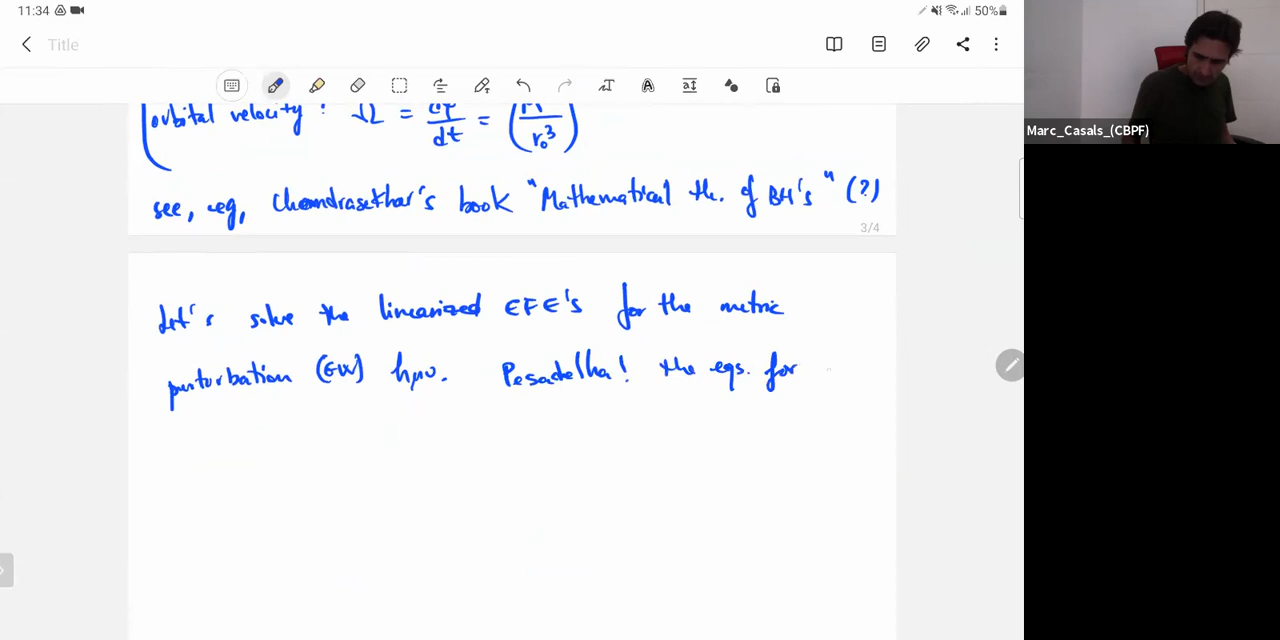 11:34
50%
Title
orbital velocity : Ω = dφ/dt = (M/r₀³)
see, eg, Chandrasekhar's book "Mathematical th. of BH's" (?)
3/4
Let's solve the linearized EFE's for the metric
perturbation (GW) hμν. Pesadelha! the eqs. for
Marc_Casals_(CBPF)